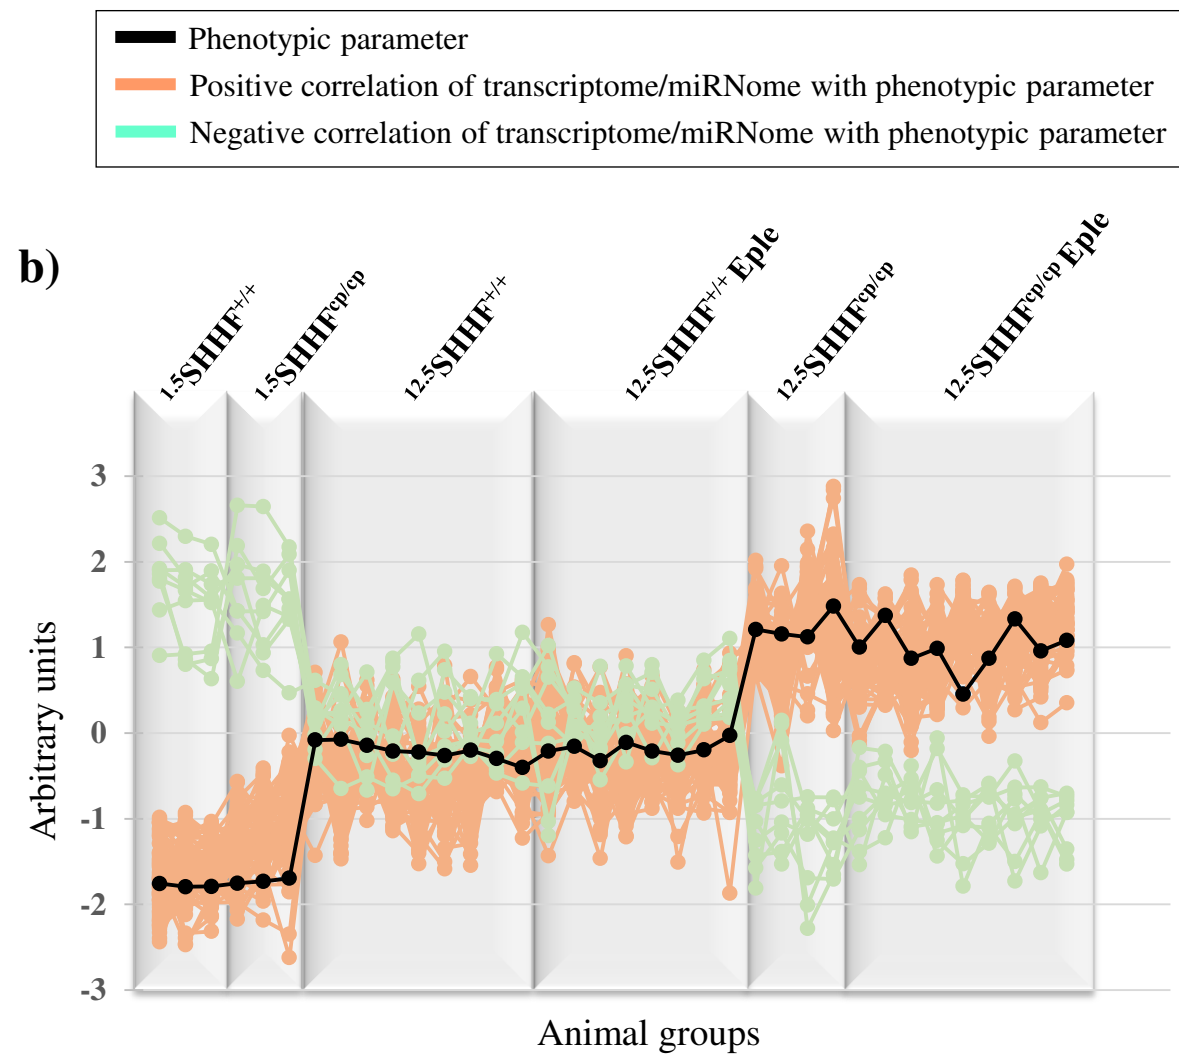 Phenotypic parameter
Positive correlation of transcriptome/miRNome with phenotypic parameter
Negative correlation of transcriptome/miRNome with phenotypic parameter
b)
1.5SHHF+/+
1.5SHHFcp/cp
12.5SHHF+/+
12.5SHHF+/+ Eple
12.5SHHFcp/cp
12.5SHHFcp/cp Eple
3
2
1
0
-1
-2
-3
Arbitrary units
Animal groups